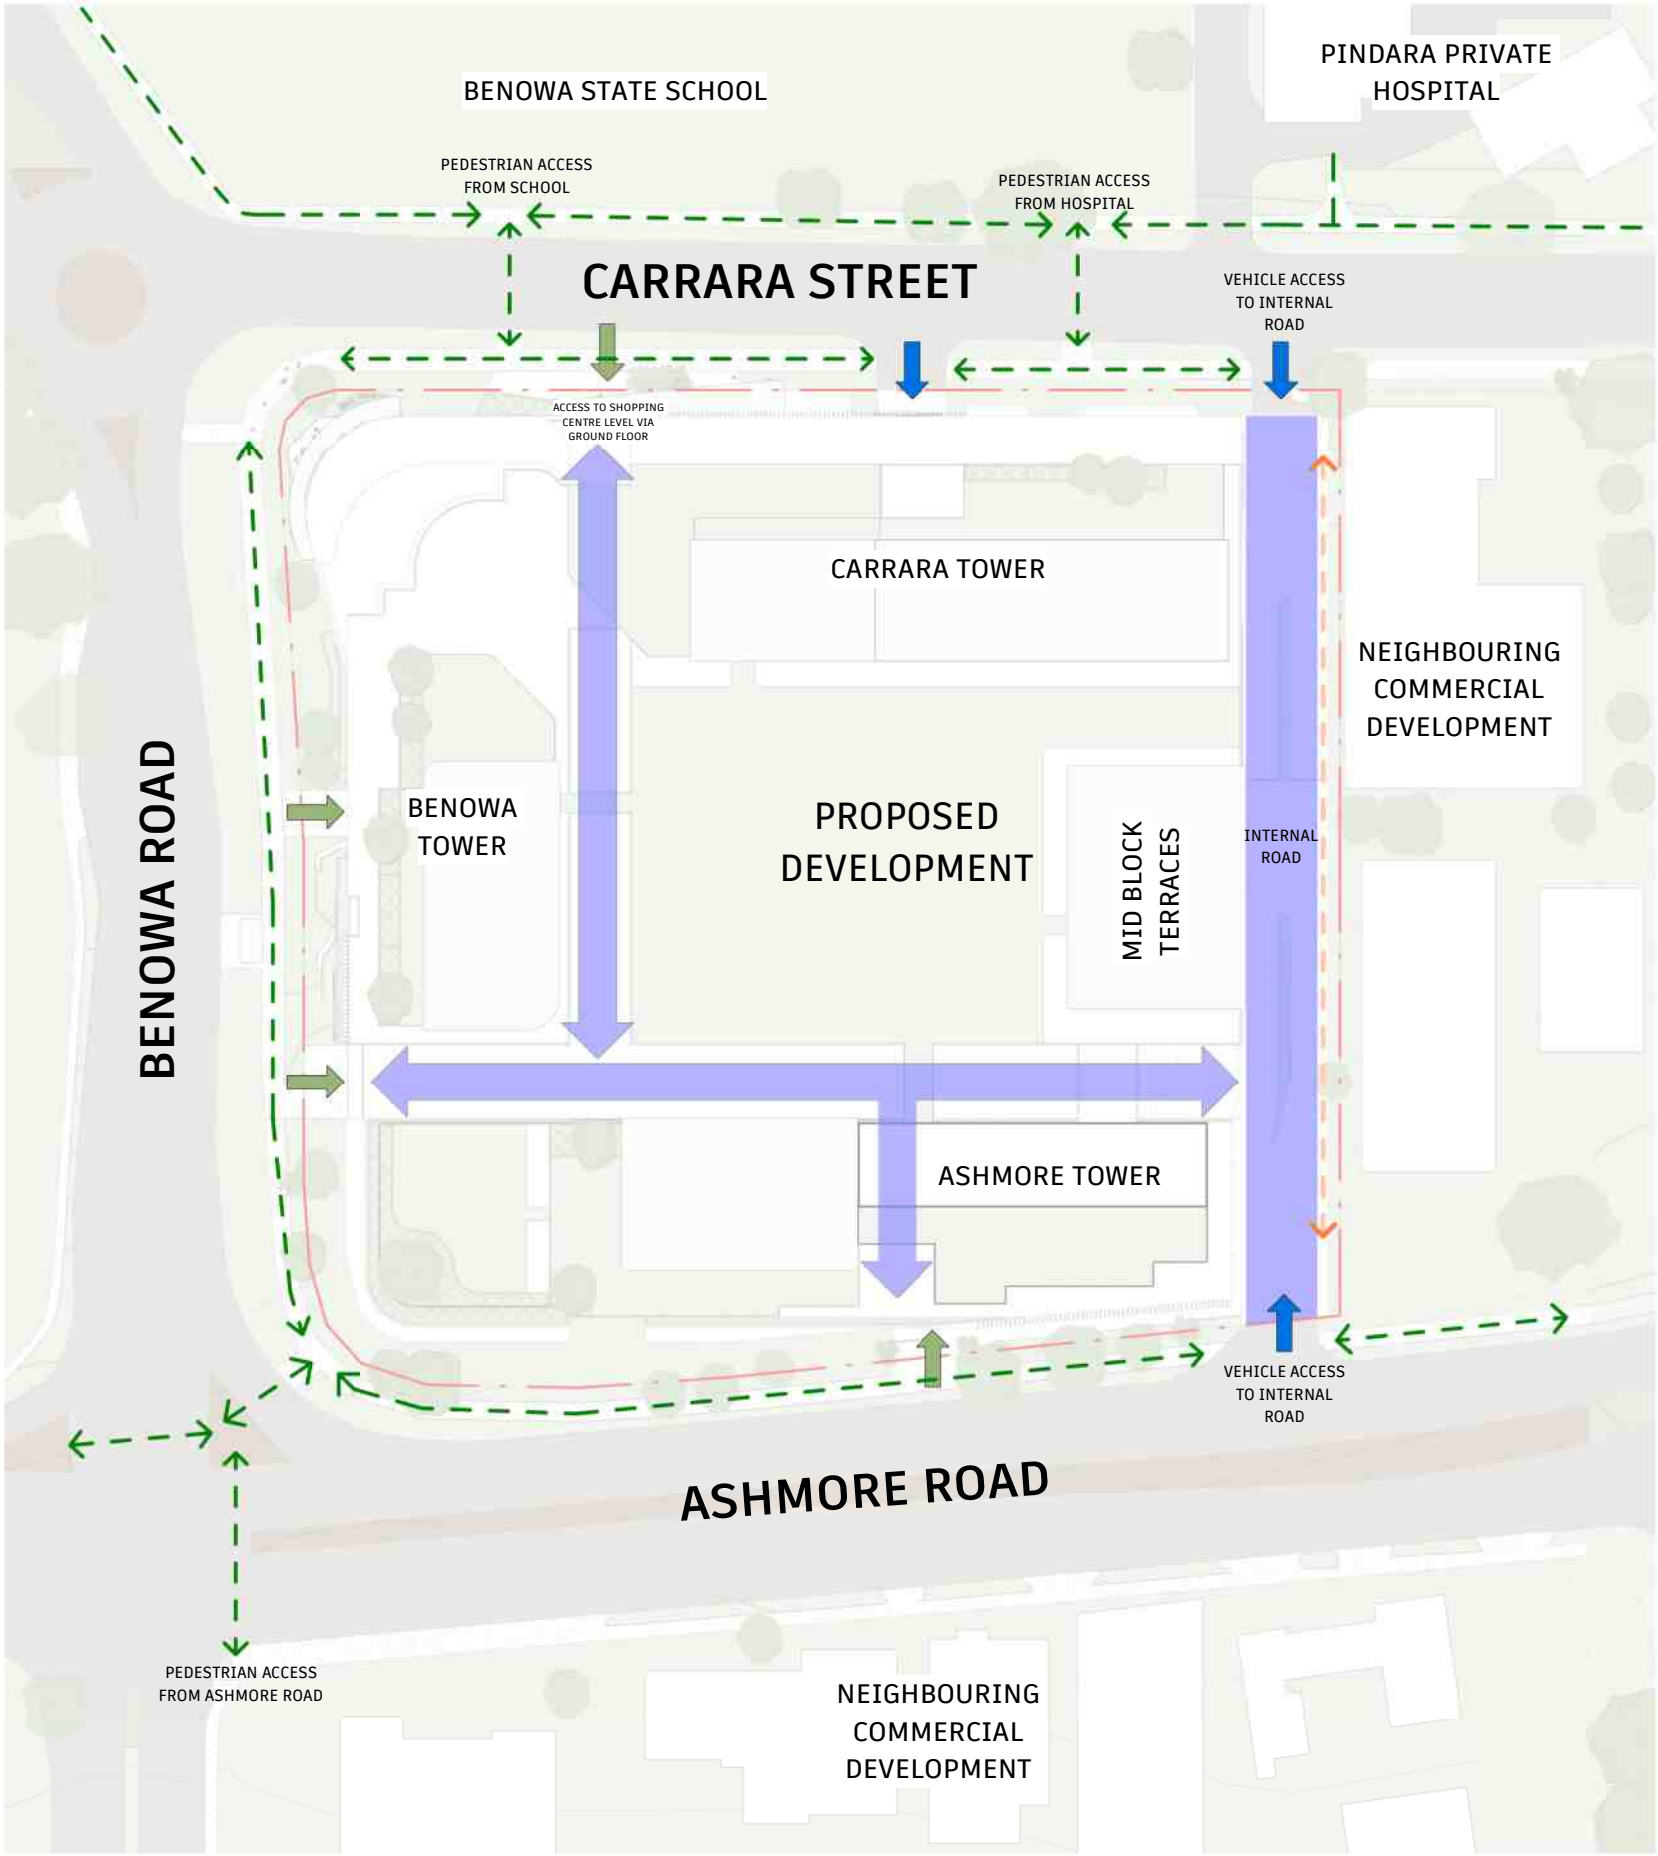 PINDARA PRIVATE
HOSPITAL
BENOWA STATE SCHOOL
PEDESTRIAN ACCESS
FROM SCHOOL
PEDESTRIAN ACCESS
FROM HOSPITAL
CARRARA STREET
VEHICLE ACCESS
TO INTERNAL
ROAD
ACCESS TO SHOPPING
CENTRE LEVEL VIA
GROUND FLOOR
CARRARA TOWER
NEIGHBOURING
COMMERCIAL
DEVELOPMENT
BENOWA ROAD
BENOWA
TOWER
PROPOSED
DEVELOPMENT
MID BLOCK
TERRACES
INTERNAL
ROAD
ASHMORE TOWER
VEHICLE ACCESS
TO INTERNAL
ROAD
ASHMORE ROAD
PEDESTRIAN ACCESS
FROM ASHMORE ROAD
NEIGHBOURING
COMMERCIAL
DEVELOPMENT